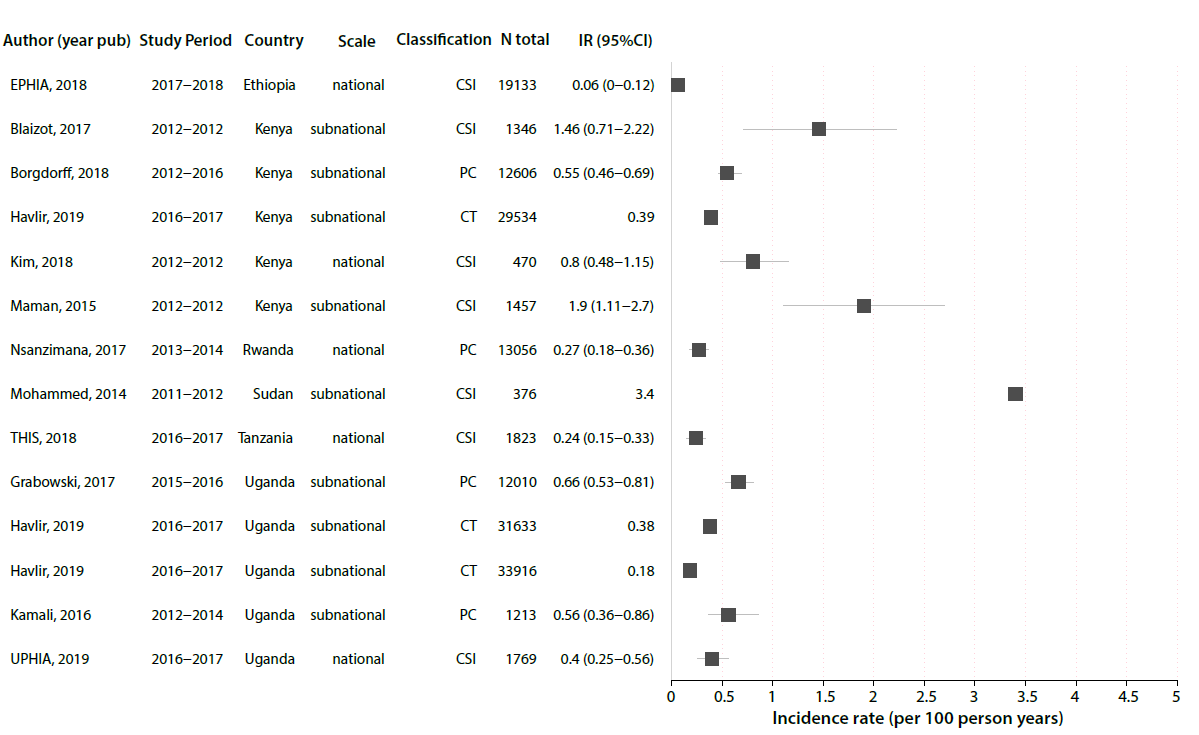 Author (year pub) Study Period Country Scale Classification N total IR (95%CI)
EPHIA, 2018 2017–2018 Ethiopia national CSI 19133 0.06 (0–0.12)
Blaizot, 2017 2012–2012 Kenya subnational CSI 1346 1.46 (0.71–2.22)
Borgdorff, 2018 2012–2016 Kenya subnational PC 12606 0.55 (0.46–0.69)
Havlir, 2019 2016–2017 Kenya subnational CT 29534 0.39
Kim, 2018 2012–2012 Kenya national CSI 470 0.8 (0.48–1.15)
Maman, 2015 2012–2012 Kenya subnational CSI 1457 1.9 (1.11–2.7)
Nsanzimana, 2017 2013–2014 Rwanda national PC 13056 0.27 (0.18–0.36)
Mohammed, 2014 2011–2012 Sudan subnational CSI 376 3.4
THIS, 2018 2016–2017 Tanzania national CSI 1823 0.24 (0.15–0.33)
Grabowski, 2017 2015–2016 Uganda subnational PC 12010 0.66 (0.53–0.81)
Havlir, 2019 2016–2017 Uganda subnational CT 31633 0.38
Havlir, 2019 2016–2017 Uganda subnational CT 33916 0.18
Kamali, 2016 2012–2014 Uganda subnational PC 1213 0.56 (0.36–0.86)
UPHIA, 2019 2016–2017 Uganda national CSI 1769 0.4 (0.25–0.56)
0 0.5 1 1.5 2 2.5 3 3.5 4 4.5 5
Incidence rate (per 100 person years)